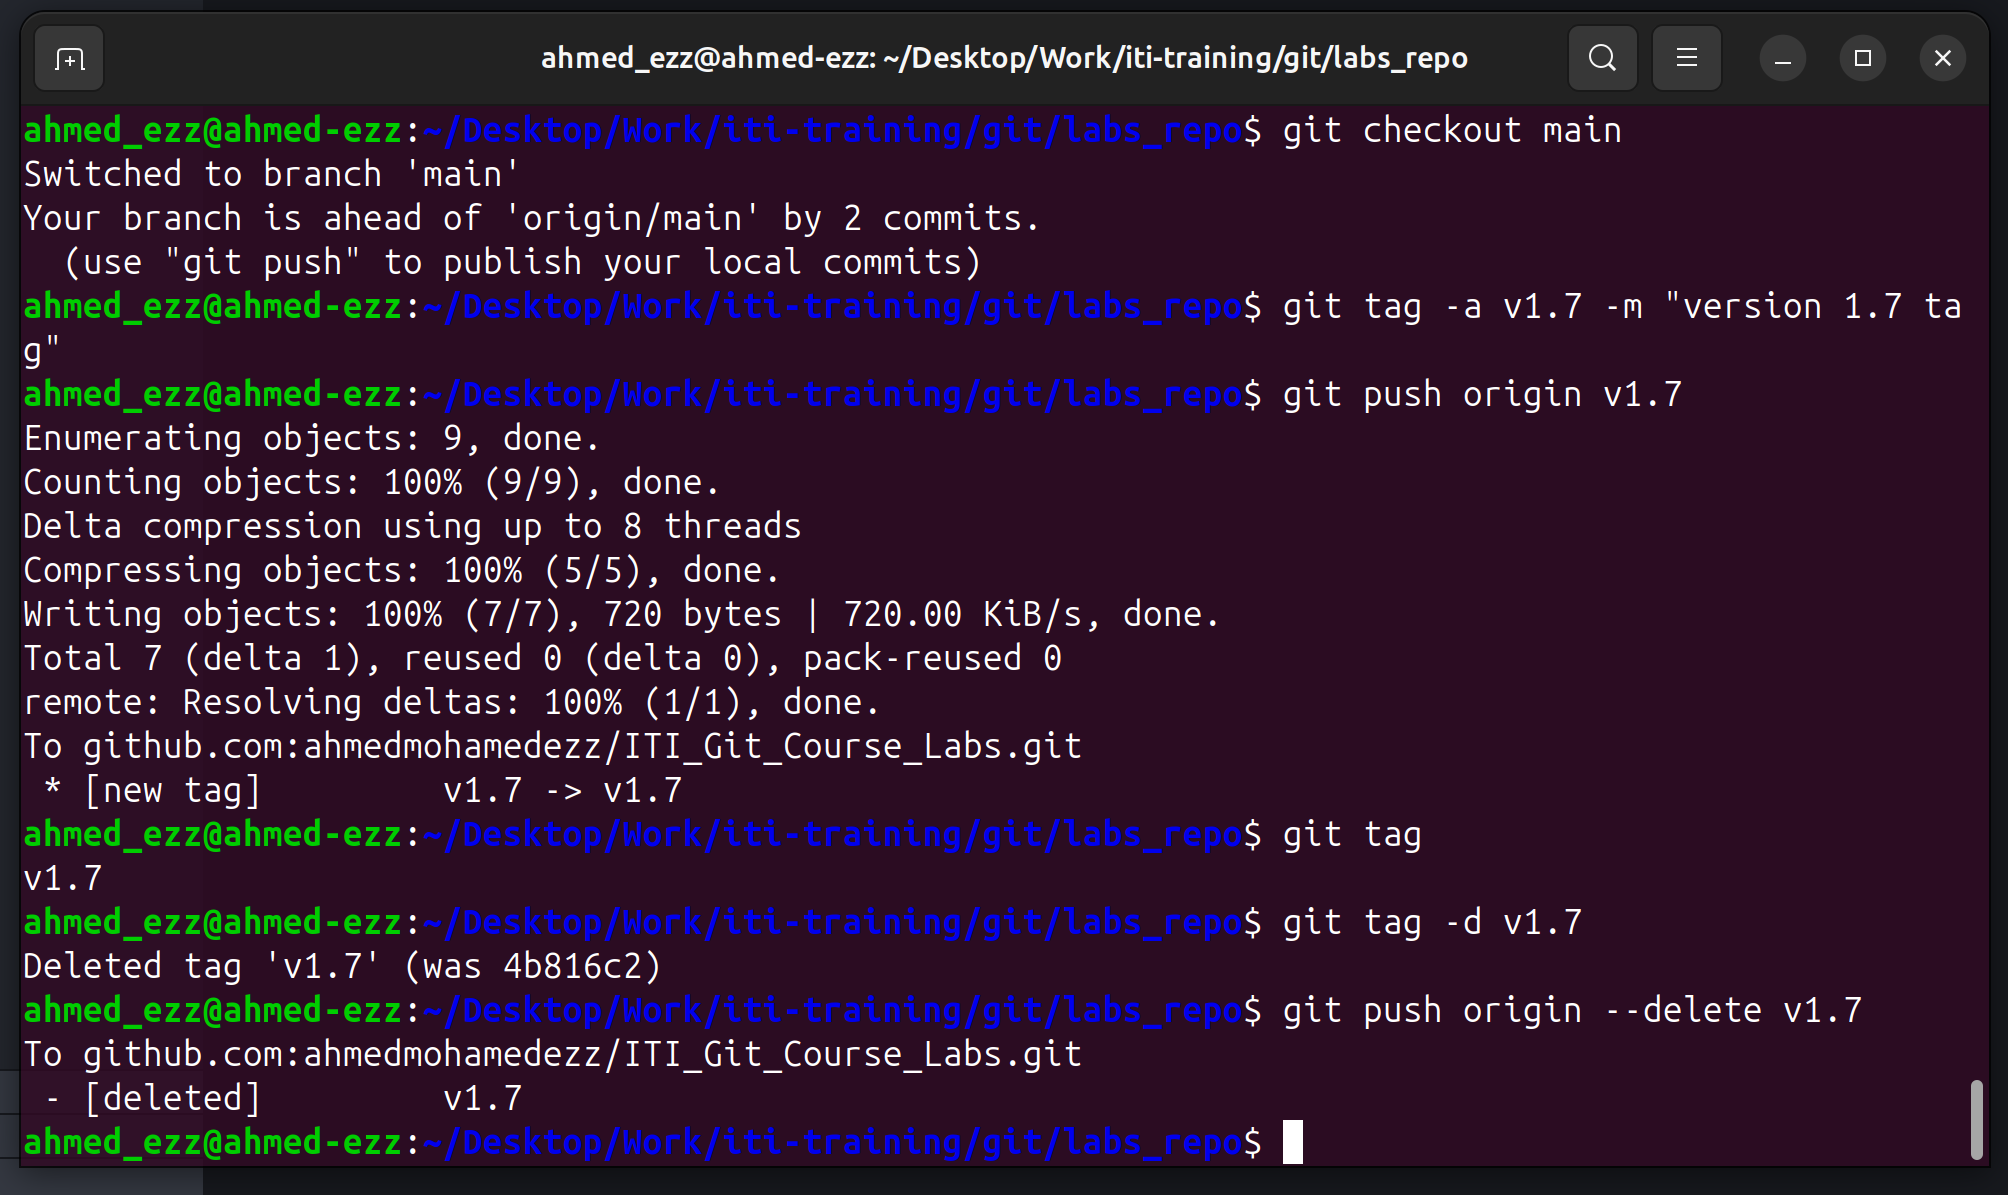 ahmed_ezz@ahmed-ezz: ~/Desktop/Work/iti-training/git/labs_repo
ahmed_ezz@ahmed-ezz:~/Desktop/Work/iti-training/git/labs_repo$ git checkout main
Switched to branch 'main'
Your branch is ahead of 'origin/main' by 2 commits.
  (use "git push" to publish your local commits)
ahmed_ezz@ahmed-ezz:~/Desktop/Work/iti-training/git/labs_repo$ git tag -a v1.7 -m "version 1.7 ta
g"
ahmed_ezz@ahmed-ezz:~/Desktop/Work/iti-training/git/labs_repo$ git push origin v1.7
Enumerating objects: 9, done.
Counting objects: 100% (9/9), done.
Delta compression using up to 8 threads
Compressing objects: 100% (5/5), done.
Writing objects: 100% (7/7), 720 bytes | 720.00 KiB/s, done.
Total 7 (delta 1), reused 0 (delta 0), pack-reused 0
remote: Resolving deltas: 100% (1/1), done.
To github.com:ahmedmohamedezz/ITI_Git_Course_Labs.git
 * [new tag]         v1.7 -> v1.7
ahmed_ezz@ahmed-ezz:~/Desktop/Work/iti-training/git/labs_repo$ git tag
v1.7
ahmed_ezz@ahmed-ezz:~/Desktop/Work/iti-training/git/labs_repo$ git tag -d v1.7
Deleted tag 'v1.7' (was 4b816c2)
ahmed_ezz@ahmed-ezz:~/Desktop/Work/iti-training/git/labs_repo$ git push origin --delete v1.7
To github.com:ahmedmohamedezz/ITI_Git_Course_Labs.git
 - [deleted]         v1.7
ahmed_ezz@ahmed-ezz:~/Desktop/Work/iti-training/git/labs_repo$